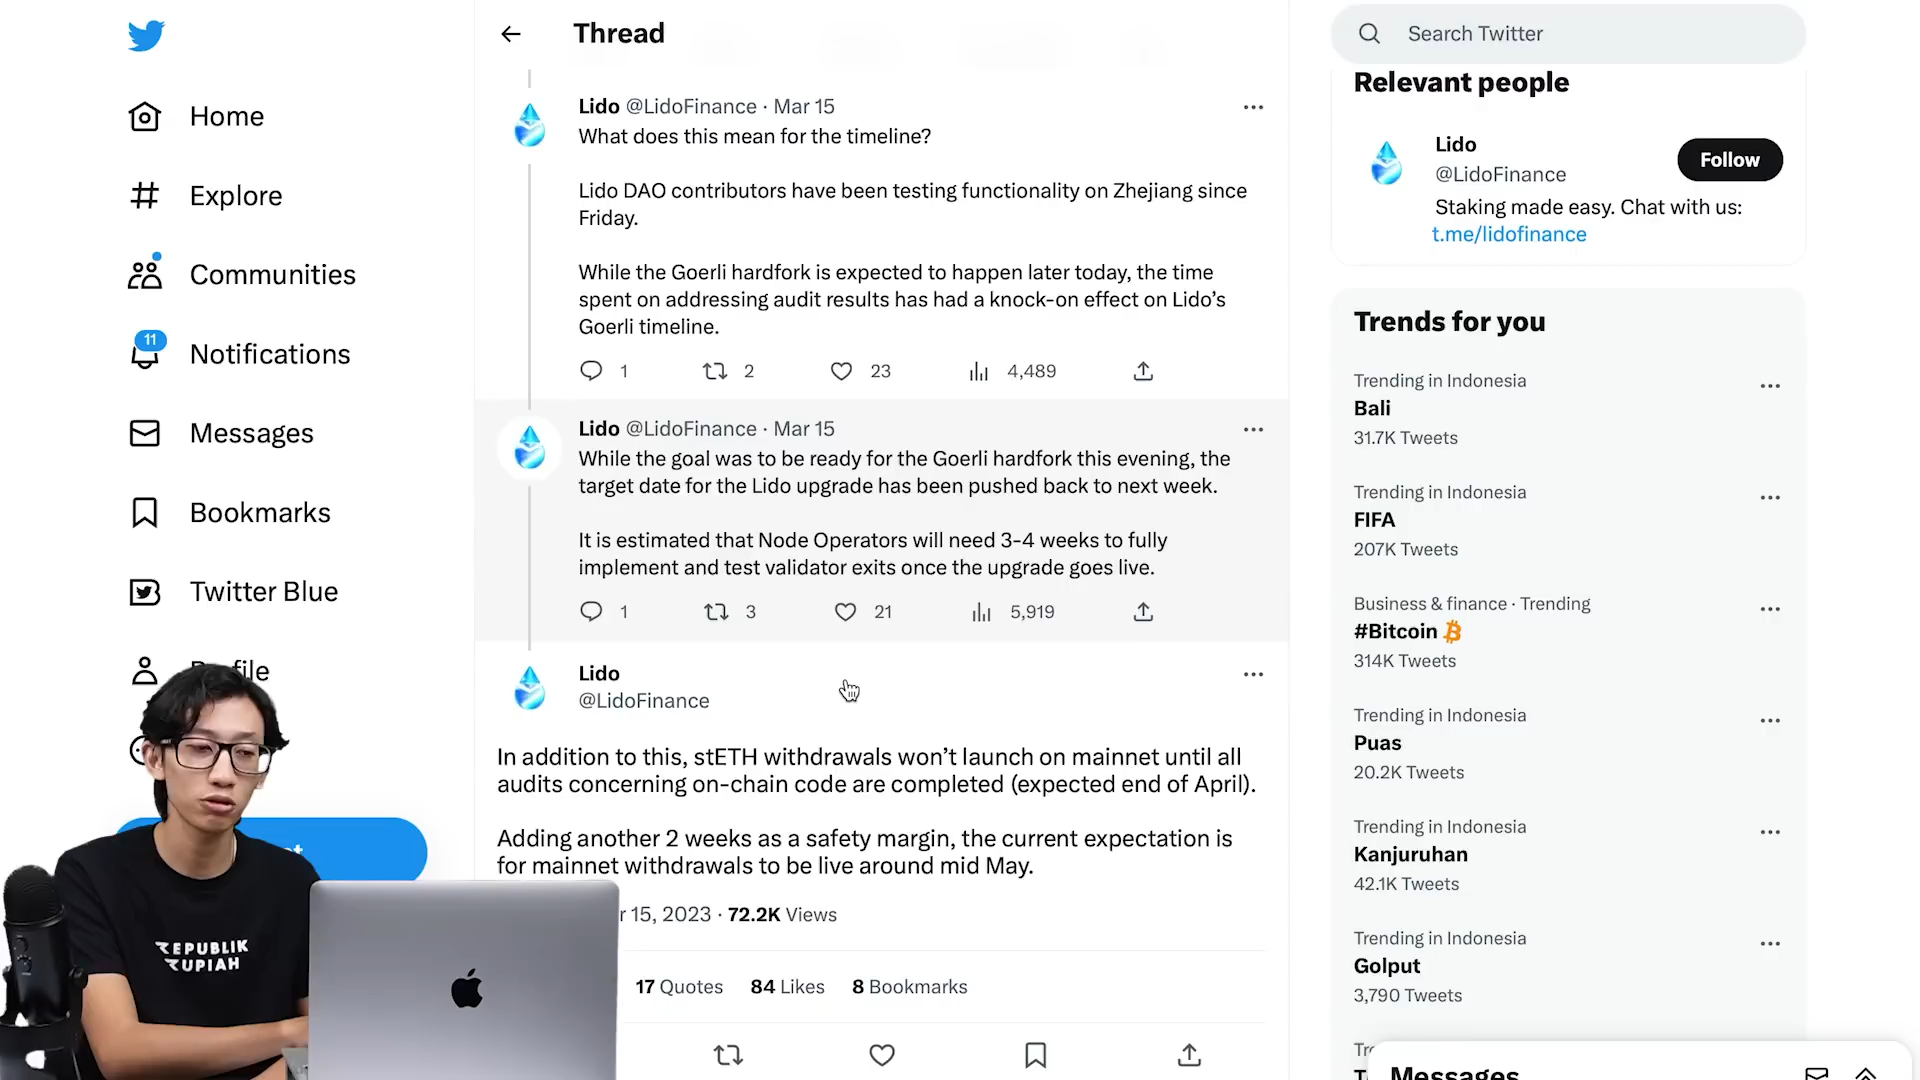 Home
Explore
Communities
11
Notifications
Messages
Bookmarks
Twitter Blue
Thread
Lido @LidoFinance · Mar 15
What does this mean for the timeline?
Lido DAO contributors have been testing functionality on Zhejiang since
Friday.
While the Goerli hardfork is expected to happen later today, the time
spent on addressing audit results has had a knock-on effect on Lido’s
Goerli timeline.
1 2 23 4,489
Lido @LidoFinance · Mar 15
While the goal was to be ready for the Goerli hardfork this evening, the
target date for the Lido upgrade has been pushed back to next week.
It is estimated that Node Operators will need 3-4 weeks to fully
implement and test validator exits once the upgrade goes live.
1 3 21 5,919
Lido
@LidoFinance
In addition to this, stETH withdrawals won’t launch on mainnet until all
audits concerning on-chain code are completed (expected end of April).
Adding another 2 weeks as a safety margin, the current expectation is
for mainnet withdrawals to be live around mid May.
15, 2023 · 72.2K Views
17 Quotes 84 Likes 8 Bookmarks
Search Twitter
Relevant people
Lido
@LidoFinance
Follow
Staking made easy. Chat with us:
t.me/lidofinance
Trends for you
Trending in Indonesia
Bali
31.7K Tweets
Trending in Indonesia
FIFA
207K Tweets
Business & finance · Trending
#Bitcoin
314K Tweets
Trending in Indonesia
Puas
20.2K Tweets
Trending in Indonesia
Kanjuruhan
42.1K Tweets
Trending in Indonesia
Golput
3,790 Tweets
Messages
REPUBLIK
RUPIAH